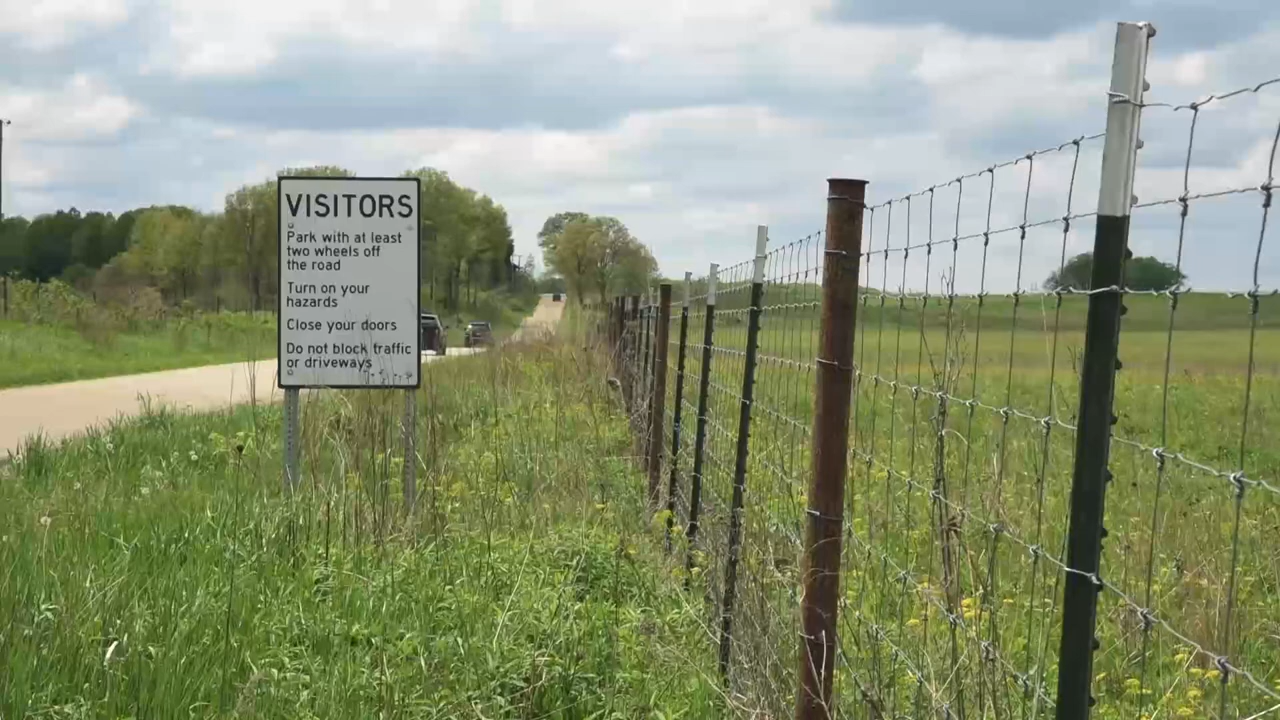 VISITORS
Park with at least
two wheels off
the road
Turn on your
hazards
Close your doors
Do not block traffic
or driveways